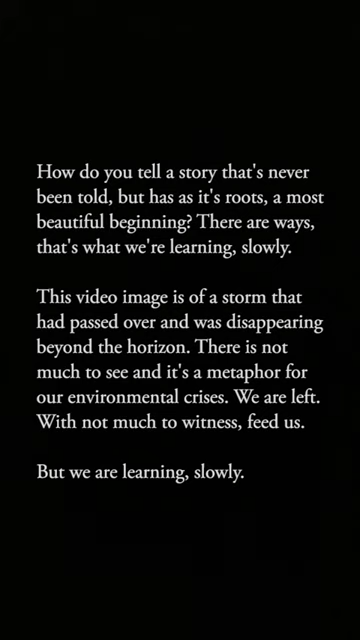 How do you tell a story that's never
been told, but has as it's roots, a most
beautiful beginning? There are ways,
that's what we're learning, slowly.
This video image is of a storm that
had passed over and was disappearing
beyond the horizon. There is not
much to see and it's a metaphor for
our environmental crises. We are left.
With not much to witness, feed us.
But we are learning, slowly.